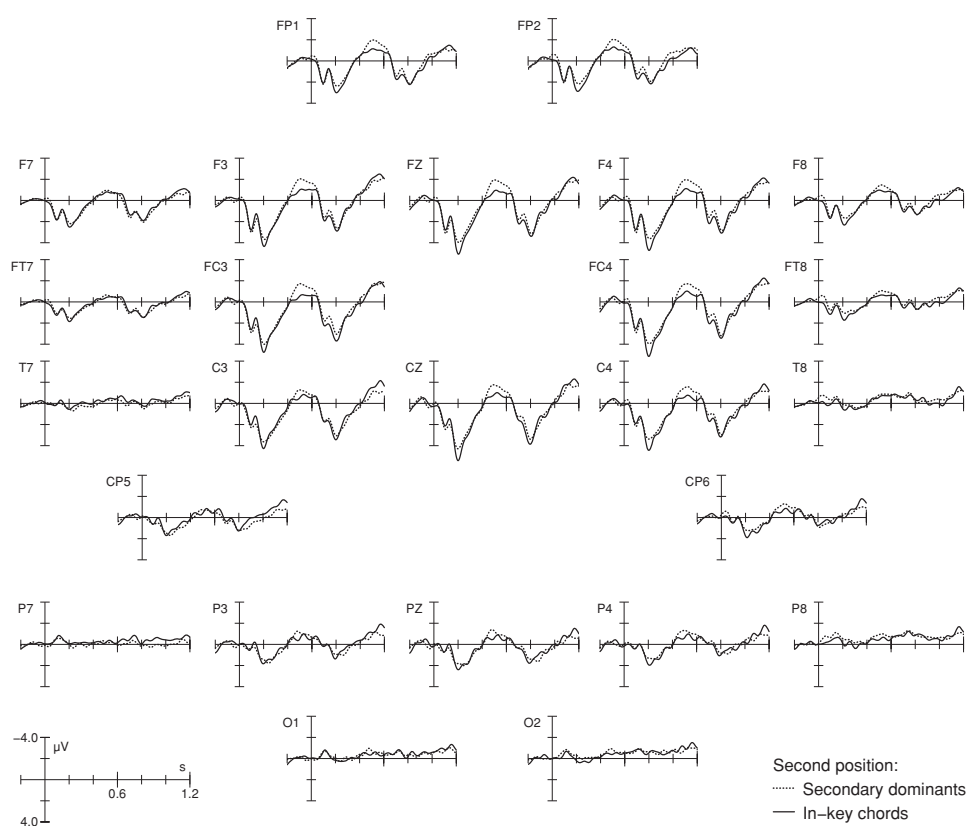 FP1 FP2
F7 F3 FZ F4 F8
FT7 FC3 FC4 FT8
T7 C3 CZ C4 T8
CP5 CP6
P7 P3 PZ P4 P8
O1 O2
−4.0 µV
s
0.6 1.2
4.0
Second position:
Secondary dominants
In−key chords